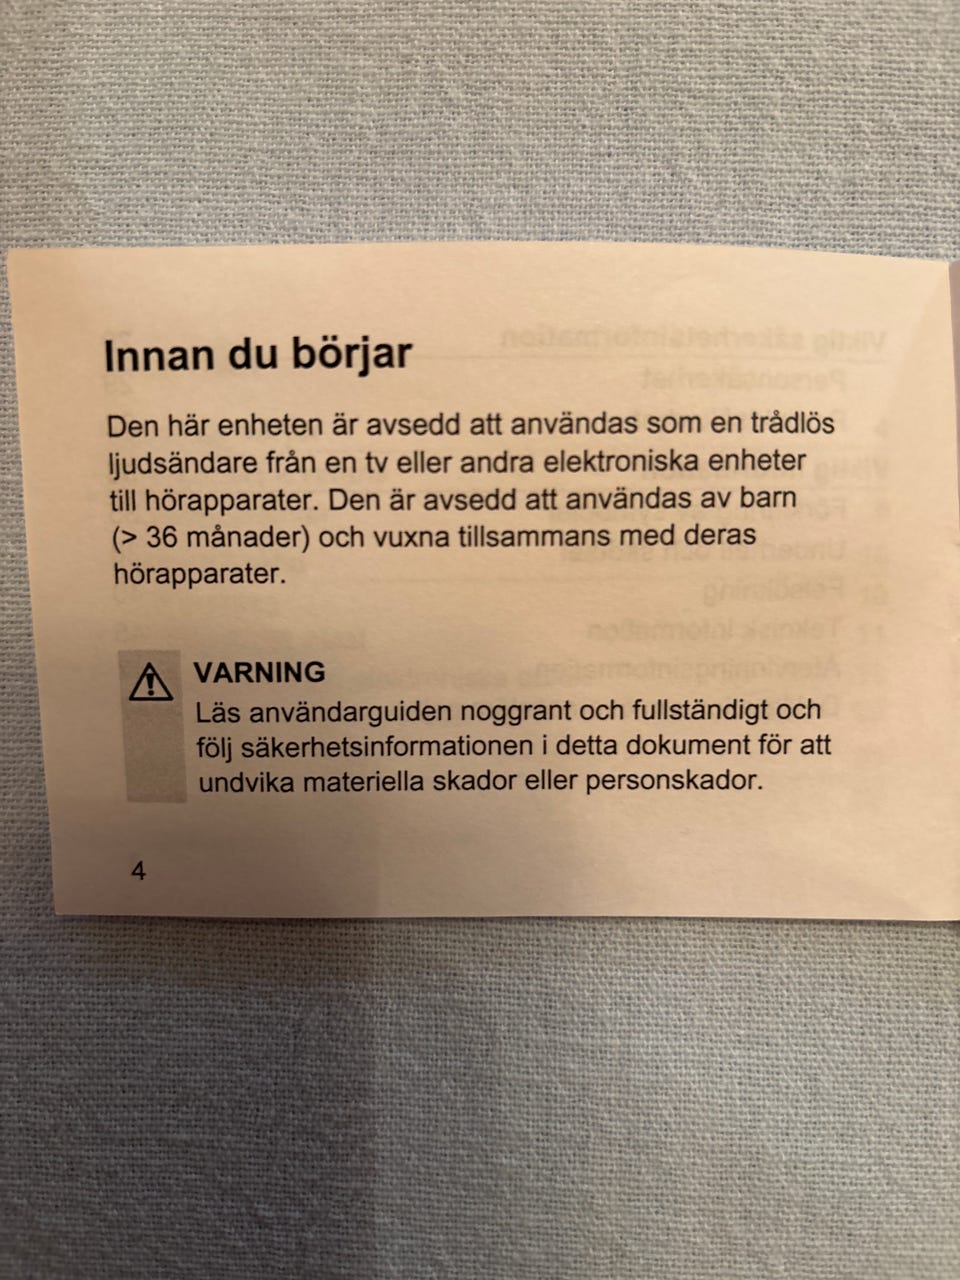 Innan du börjar
Den här enheten är avsedd att användas som en trådlös
ljudsändare från en tv eller andra elektroniska enheter
till hörapparater. Den är avsedd att användas av barn
(> 36 månader) och vuxna tillsammans med deras
hörapparater.
VARNING
Läs användarguiden noggrant och fullständigt och
följ säkerhetsinformationen i detta dokument för att
undvika materiella skador eller personskador.
4